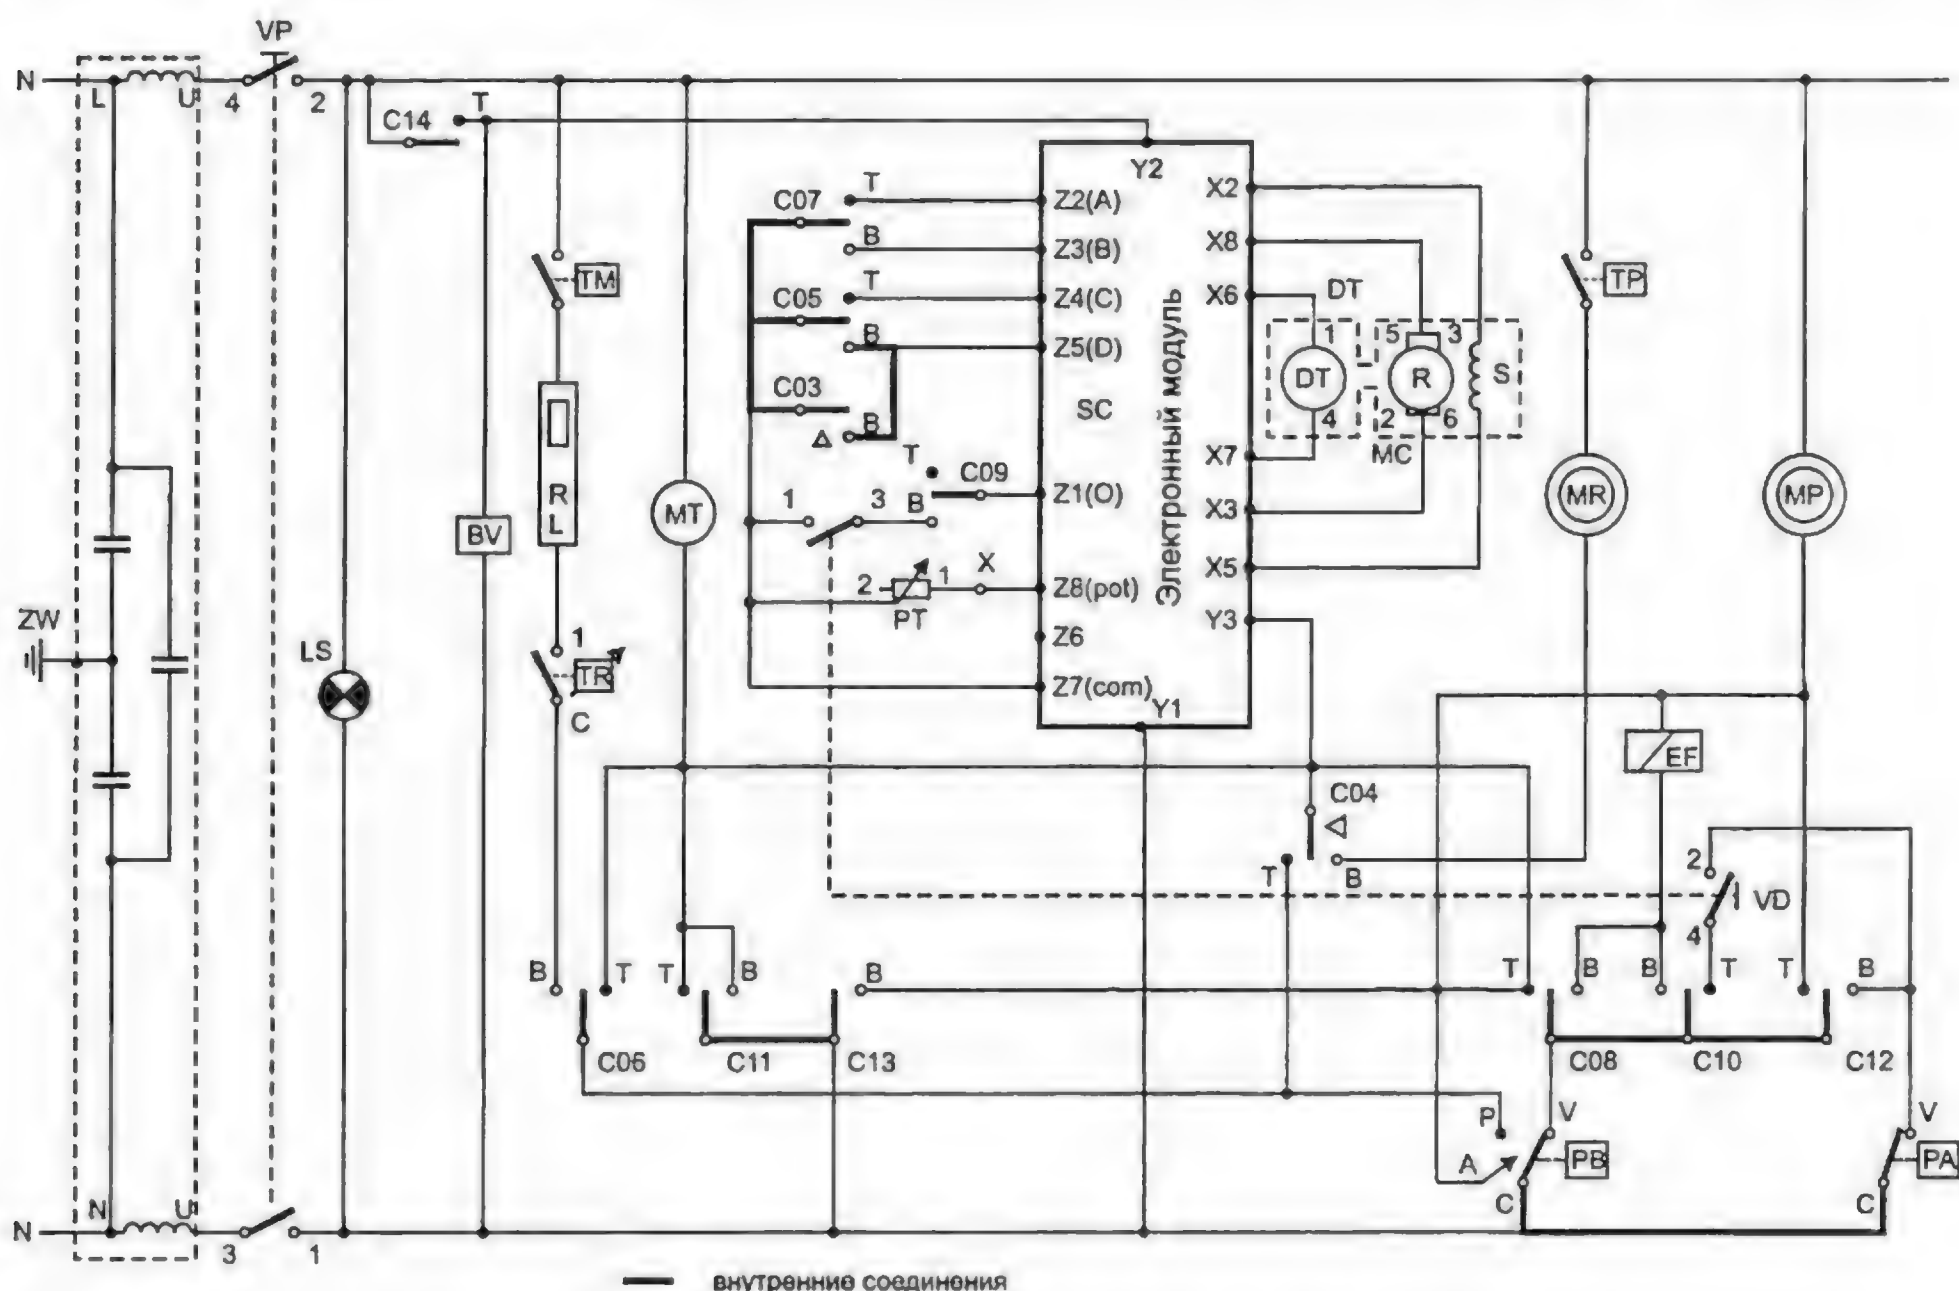 VP
N
L
U
4
2
C14
T
Y2
X2
T
C07
Z2(A)
B
Z3(B)
X8
T
C05
Z4(C)
X6
DT
TM
TP
B
Z5(D)
1
5
3
DT
R
S
C03
SC
B
Δ
4
2
6
T
C09
X7
MC
R
L
MT
1
3
B
Z1(O)
X3
MR
MP
BV
X
X5
2
1
Z8(pot)
PT
Электронный модуль
ZW
Y3
Z6
LS
1
TR
Z7(com)
Y1
C
EF
C04
Δ
2
T
B
VD
4
B
T
T
B
B
T
B
B
T
T
B
C06
C11
C13
C08
C10
C12
P
V
V
A
PB
PA
C
C
N
U
N
3
1
внутренние соединения